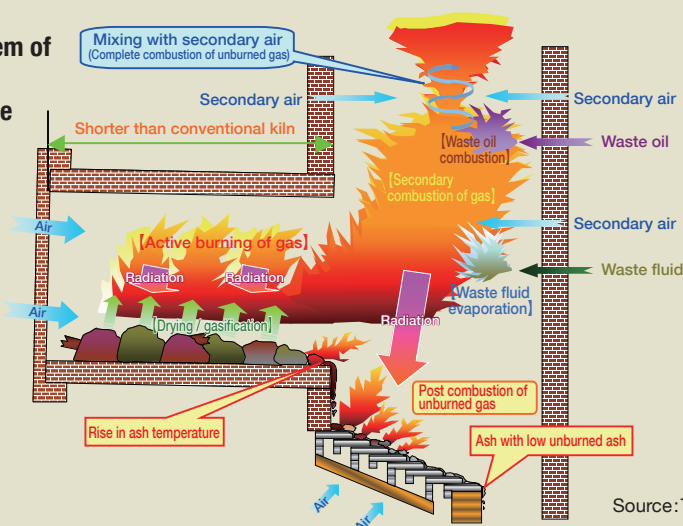 em of
e
Mixing with secondary air
(Complete combustion of unburned gas)
Secondary air
Secondary air
Shorter than conventional kiln
【Waste oil
combustion】
Waste oil
【Secondary
combustion of gas】
Air
Secondary air
【Active burning of gas】
Radiation
Radiation
Waste fluid
【Waste fluid
evaporation】
Air
【Drying / gasification】
Radiation
Post combustion of
unburned gas
Rise in ash temperature
Ash with low unburned ash
Air
Air
Source:T